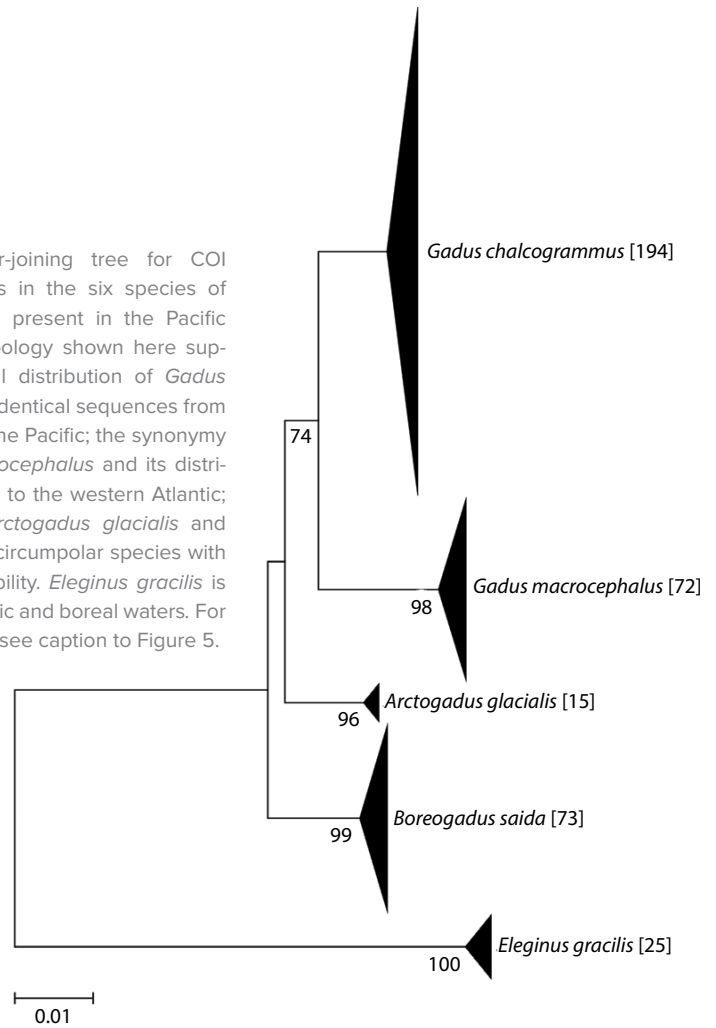 r-joining tree for COI
s in the six species of
present in the Pacific
ology shown here sup-
l distribution of Gadus
dentical sequences from
he Pacific; the synonymy
ocephalus and its distri-
to the western Atlantic;
rctogadus glacialis and
circumpolar species with
bility. Eleginus gracilis is
ic and boreal waters. For
see caption to Figure 5.
Gadus chalcogrammus [194]
74
Gadus macrocephalus [72]
98
Arctogadus glacialis [15]
96
Boreogadus saida [73]
99
Eleginus gracilis [25]
100
0.01